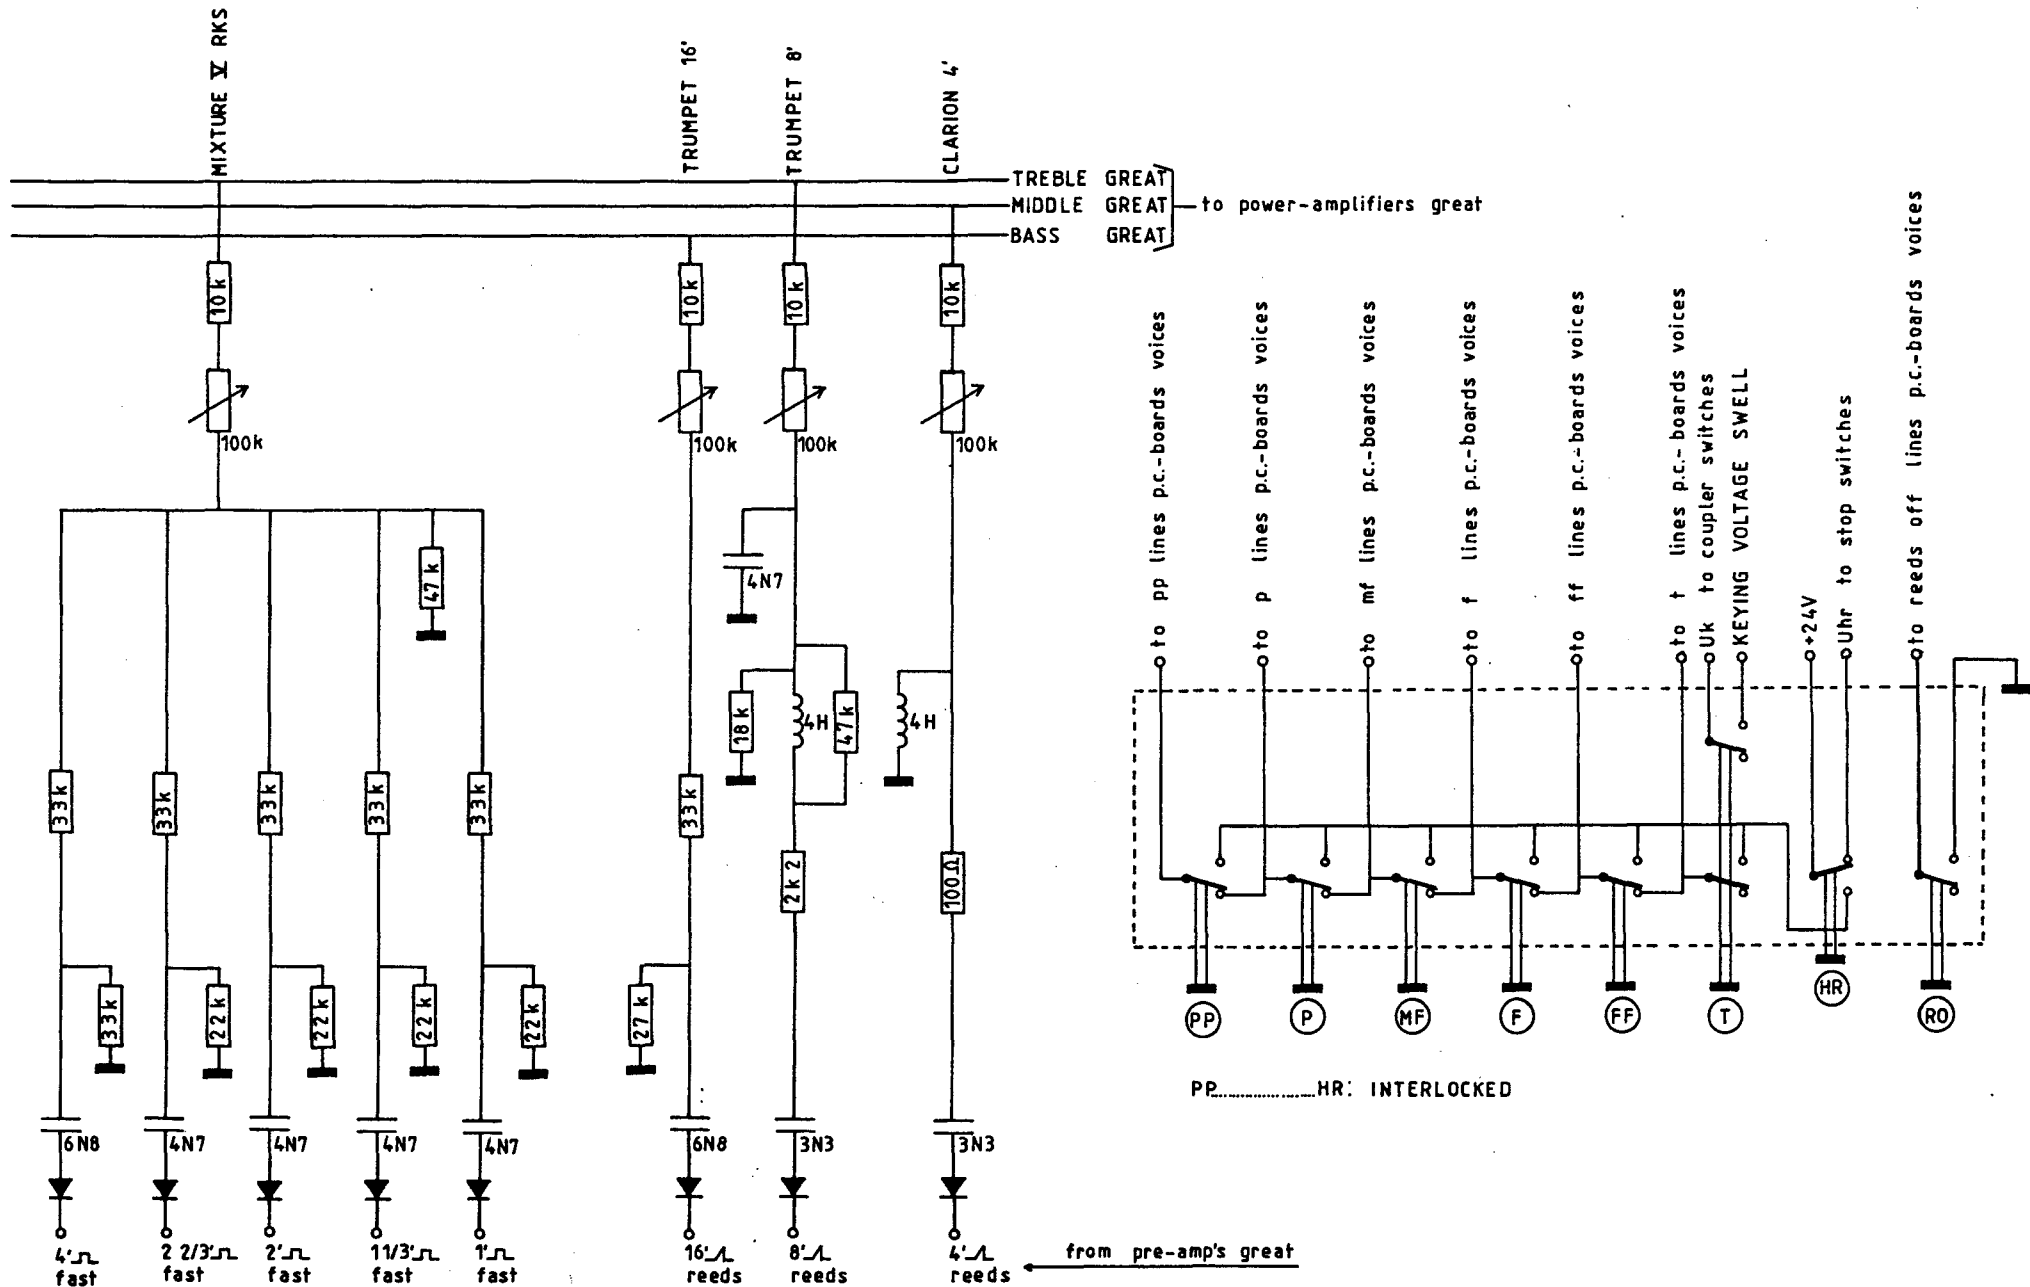 MIXTURE V RKS
TRUMPET 16'
TRUMPET 8'
CLARION 4'
TREBLE GREAT
MIDDLE GREAT
BASS GREAT
to power-amplifiers great
10k
10k
10k
10k
100k
100k
100k
100k
47k
4N7
18k
4H
47k
4H
33k
33k
33k
33k
33k
33k
2k2
100Ω
33k
22k
22k
22k
22k
27k
6N8
4N7
4N7
4N7
4N7
6N8
3N3
3N3
4'
fast
2 2/3'
fast
2'
fast
1 1/3'
fast
1'
fast
16'
reeds
8'
reeds
4'
reeds
from pre-amp's great
to pp lines p.c.-boards voices
to p lines p.c.-boards voices
to mf lines p.c.-boards voices
to f lines p.c.-boards voices
to ff lines p.c.-boards voices
to t lines p.c.-boards voices
Uk to coupler switches
KEYING VOLTAGE SWELL
+24V
Uhr to stop switches
to reeds off lines p.c.-boards voices
PP
P
MF
F
FF
T
HR
RO
PP..................HR: INTERLOCKED